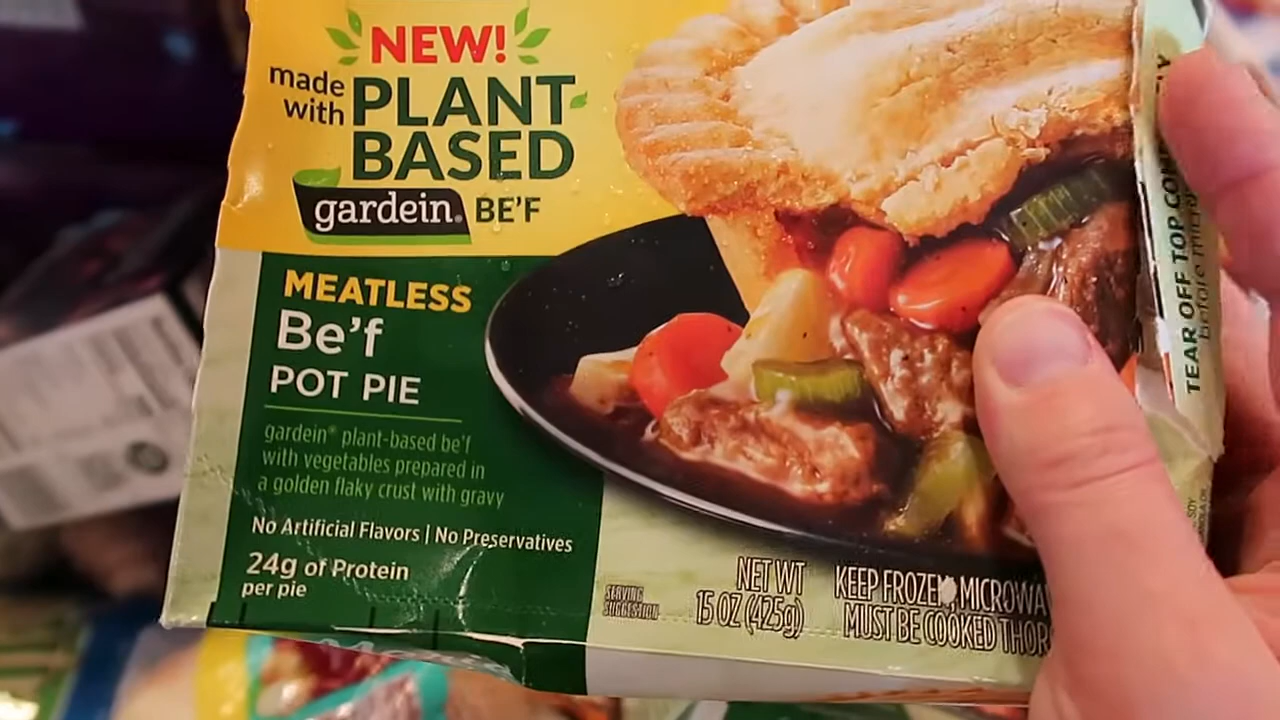 NEW!
made
with
PLANT-
BASED
gardein® BE'F
MEATLESS
Be'f
POT PIE
gardein® plant-based be'f
with vegetables prepared in
a golden flaky crust with gravy
No Artificial Flavors | No Preservatives
24g of Protein
per pie
SERVING
SUGGESTION
NET WT
15 OZ (425g)
KEEP FROZEN, MICROWA
MUST BE COOKED THOR
TEAR OFF TOP
before